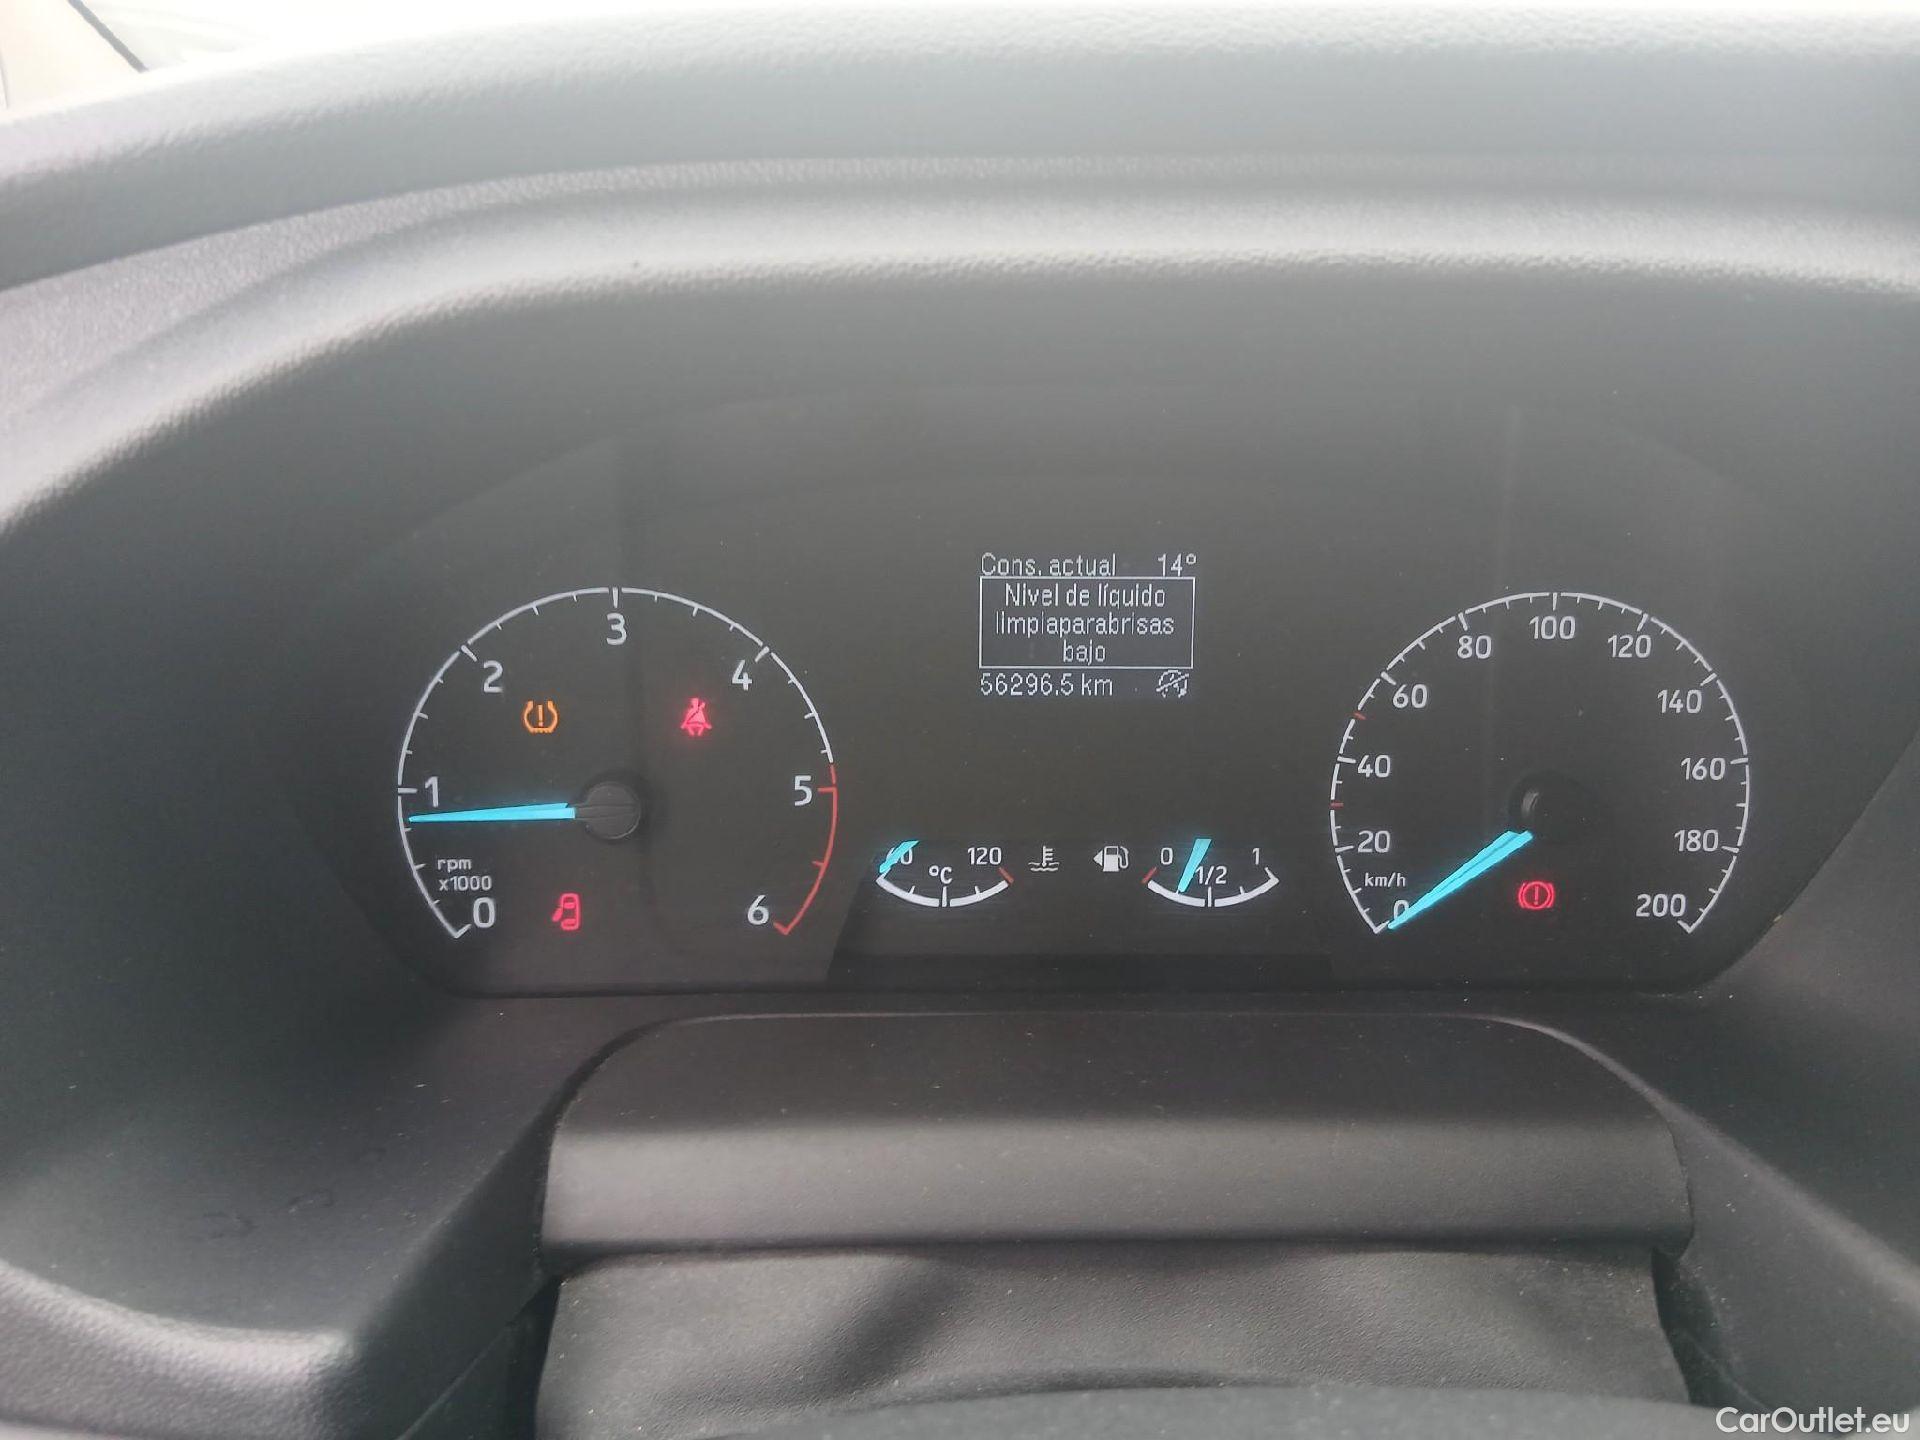 Cons. actual 14°
Nivel de líquido
limpiaparabrisas
bajo
56296.5 km
0 1 2 3 4 5 6
rpm
x1000
120
°C
0 1/2 1
0 20 40 60 80 100 120 140 160 180 200
km/h
CarOutlet.eu